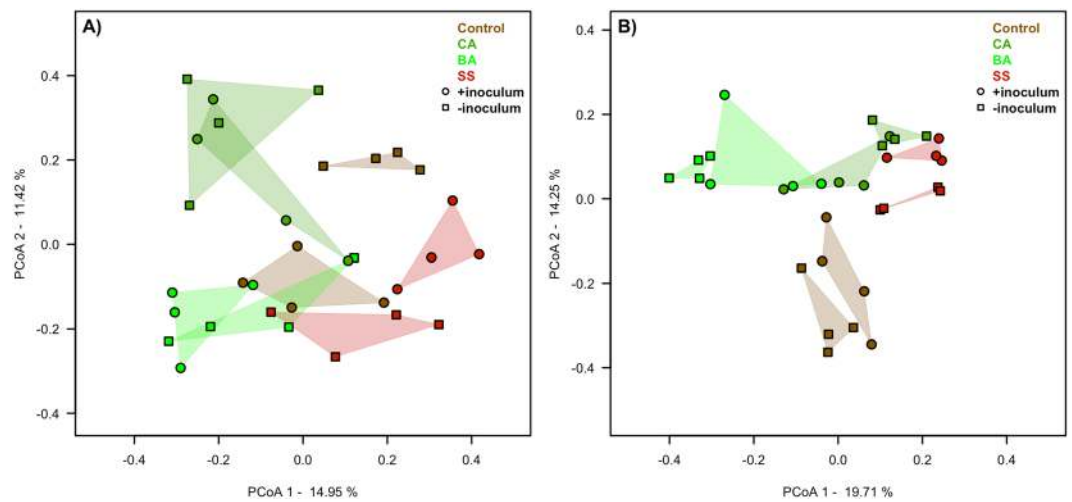 A)
Control
CA
BA
SS
+inoculum
-inoculum
0.4
0.2
0.0
-0.2
-0.4
PCoA 2 - 11.42 %
-0.4
-0.2
0.0
0.2
0.4
PCoA 1 - 14.95 %
B)
Control
CA
BA
SS
+inoculum
-inoculum
0.4
0.2
0.0
-0.2
-0.4
PCoA 2 - 14.25 %
-0.4
-0.2
0.0
0.2
0.4
PCoA 1 - 19.71 %